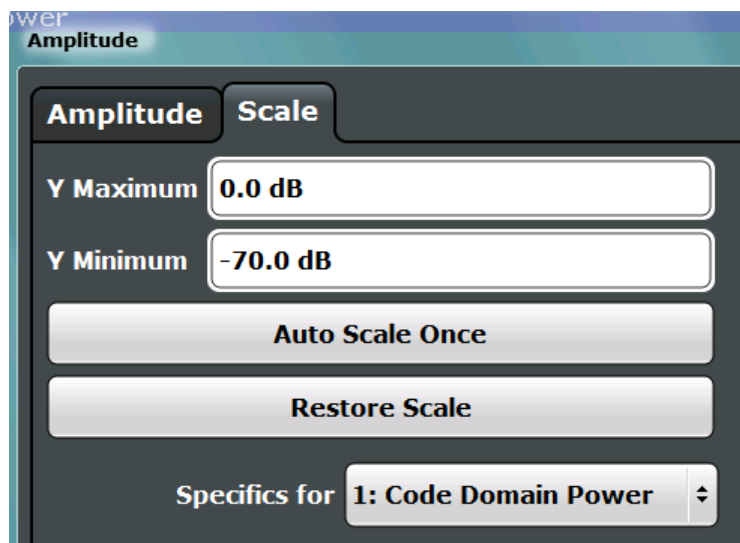 Amplitude
Amplitude Scale
Y Maximum 0.0 dB
Y Minimum -70.0 dB
Auto Scale Once
Restore Scale
Specifics for 1: Code Domain Power